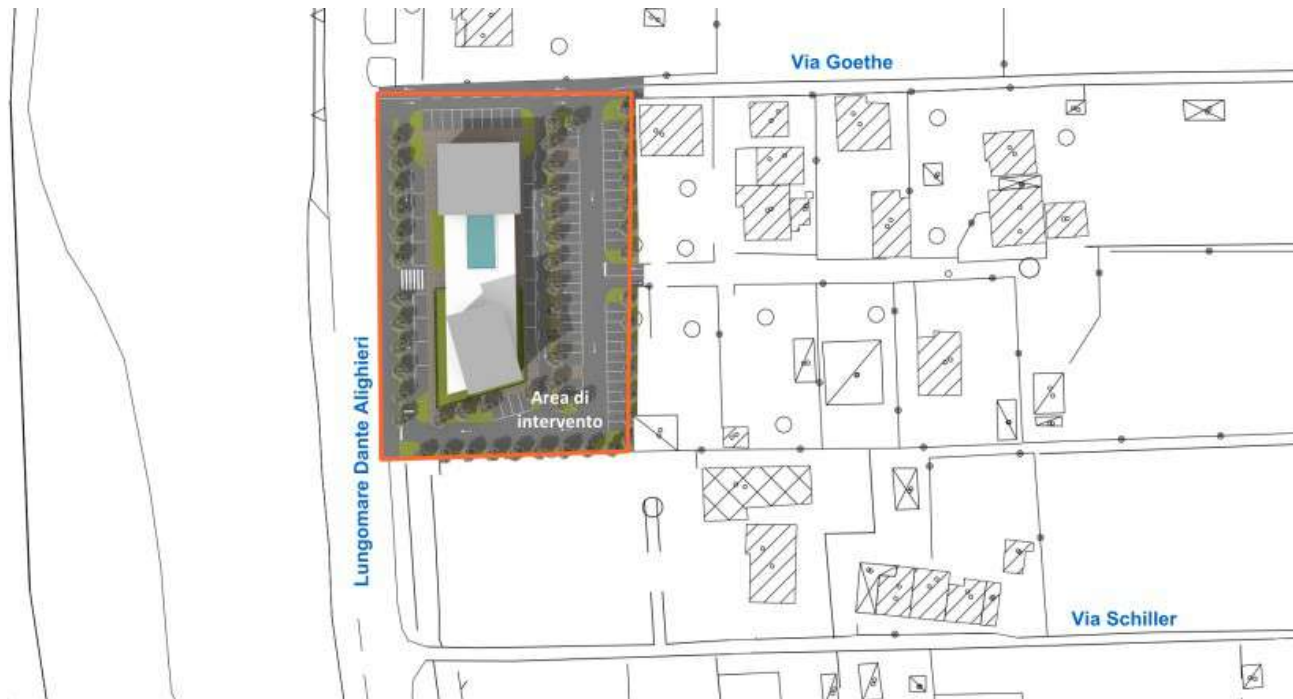 Via Goethe
Lungomare Dante Alighieri
Area di
intervento
Via Schiller